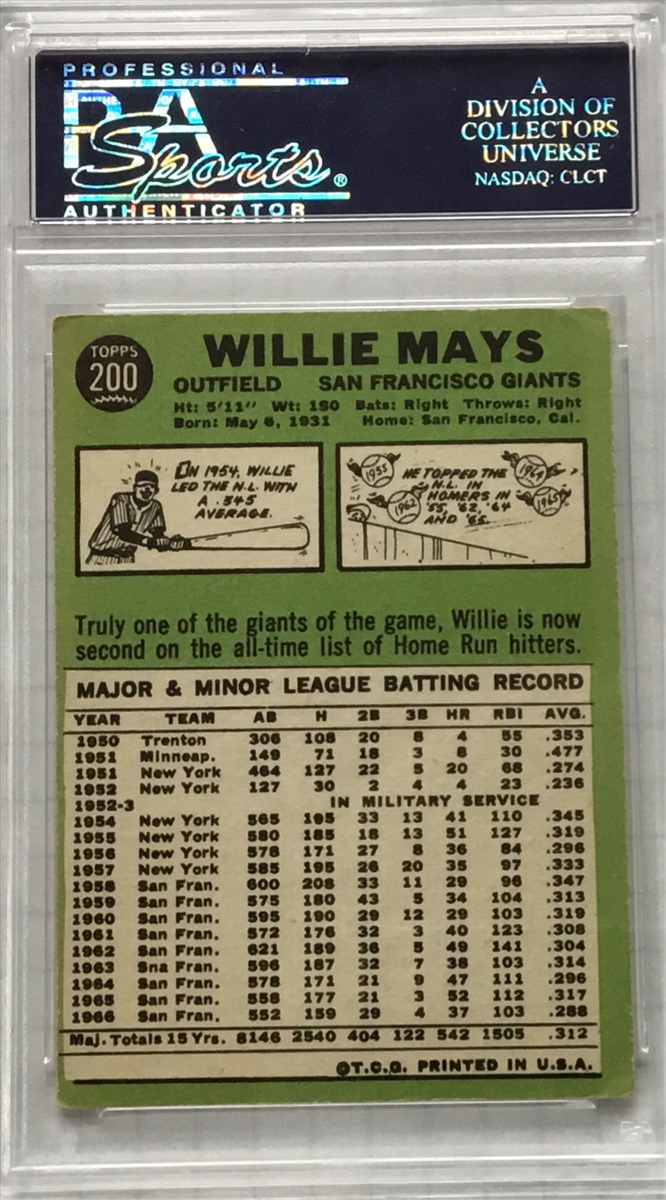 PROFESSIONAL
A
DIVISION OF
COLLECTORS
UNIVERSE
NASDAQ: CLCT
PSA
Sports®
AUTHENTICATOR
TOPPS
200
WILLIE MAYS
OUTFIELD SAN FRANCISCO GIANTS
Ht: 5'11" Wt: 180 Bats: Right Throws: Right
Born: May 6, 1931 Home: San Francisco, Cal.
IN 1954, WILLIE
LED THE N.L. WITH
A .345
AVERAGE.
1955
1964
1962
1965
HE TOPPED THE
N.L. IN
HOMERS IN
'55, '62, '64
AND '65.
Truly one of the giants of the game, Willie is now
second on the all-time list of Home Run hitters.
MAJOR & MINOR LEAGUE BATTING RECORD
YEAR TEAM AB H 2B 3B HR RBI AVG.
1950 Trenton 306 108 20 8 4 55 .353
1951 Minneap. 149 71 18 3 8 30 .477
1951 New York 464 127 22 5 20 68 .274
1952 New York 127 30 2 4 4 23 .236
1952-3 IN MILITARY SERVICE
1954 New York 565 195 33 13 41 110 .345
1955 New York 580 185 18 13 51 127 .319
1956 New York 578 171 27 8 36 84 .296
1957 New York 585 195 26 20 35 97 .333
1958 San Fran. 600 208 33 11 29 96 .347
1959 San Fran. 575 180 43 5 34 104 .313
1960 San Fran. 595 190 29 12 29 103 .319
1961 San Fran. 572 176 32 3 40 123 .308
1962 San Fran. 621 189 36 5 49 141 .304
1963 Sna Fran. 596 187 32 7 38 103 .314
1964 San Fran. 578 171 21 9 47 111 .296
1965 San Fran. 558 177 21 3 52 112 .317
1966 San Fran. 552 159 29 4 37 103 .288
Maj. Totals 15 Yrs. 8146 2540 404 122 542 1505 .312
©T.C.G. PRINTED IN U.S.A.